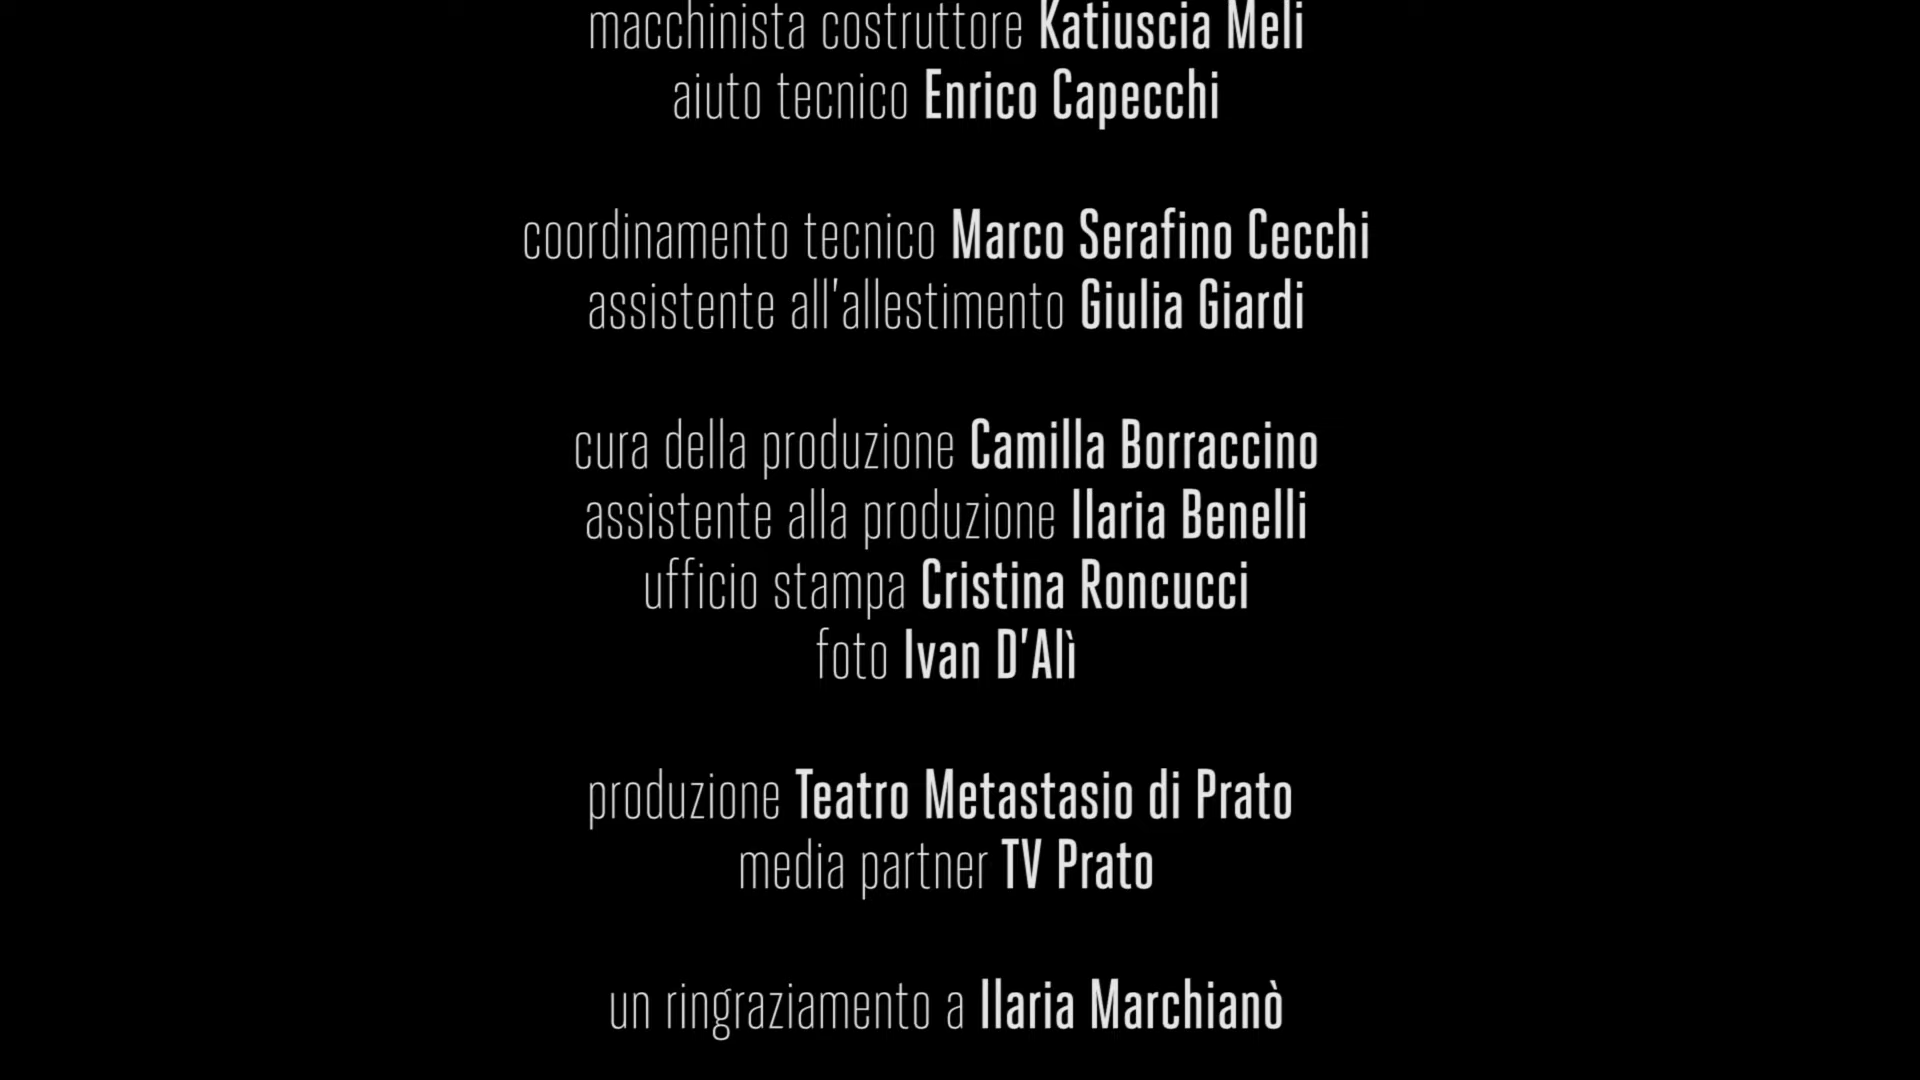 macchinista costruttore Katiuscia Meli
aiuto tecnico Enrico Capecchi
coordinamento tecnico Marco Serafino Cecchi
assistente all'allestimento Giulia Giardi
cura della produzione Camilla Borraccino
assistente alla produzione Ilaria Benelli
ufficio stampa Cristina Roncucci
foto Ivan D'Alì
produzione Teatro Metastasio di Prato
media partner TV Prato
un ringraziamento a Ilaria Marchianò